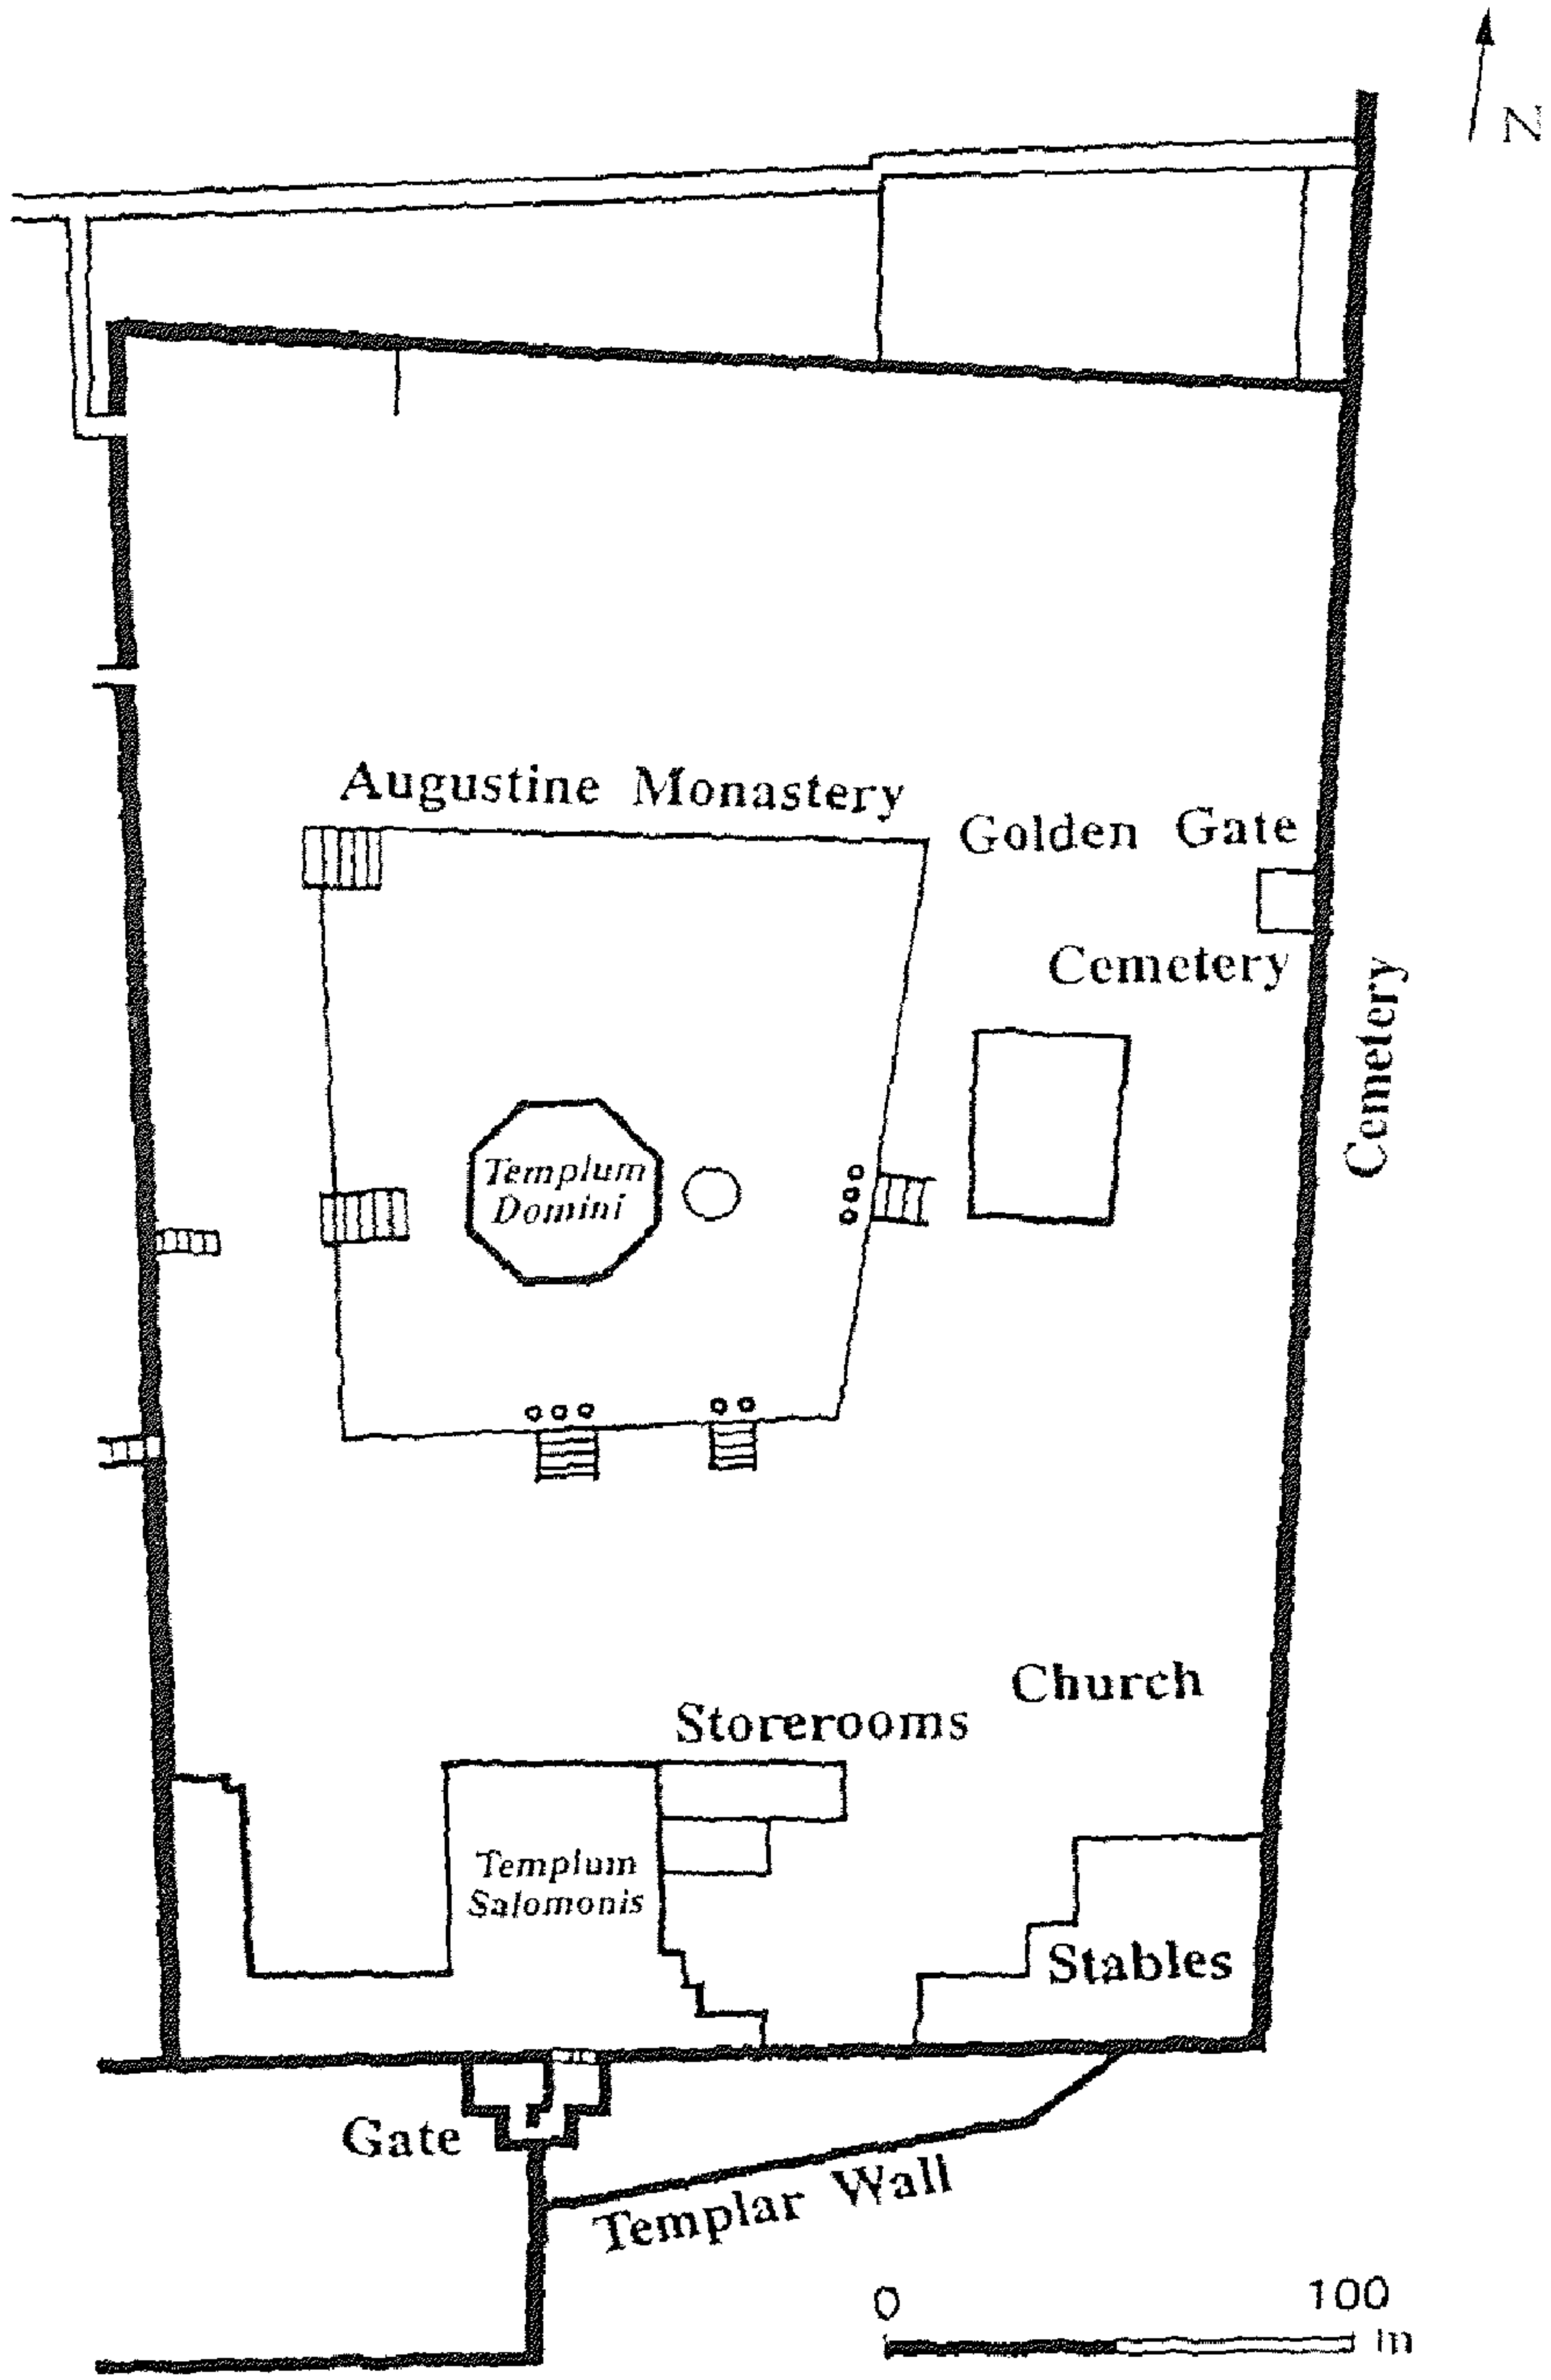 N
Augustine Monastery
Golden Gate
Cemetery
Cemetery
Templum
Domini
Church
Storerooms
Templum
Salomonis
Stables
Gate
Templar Wall
0 100
m